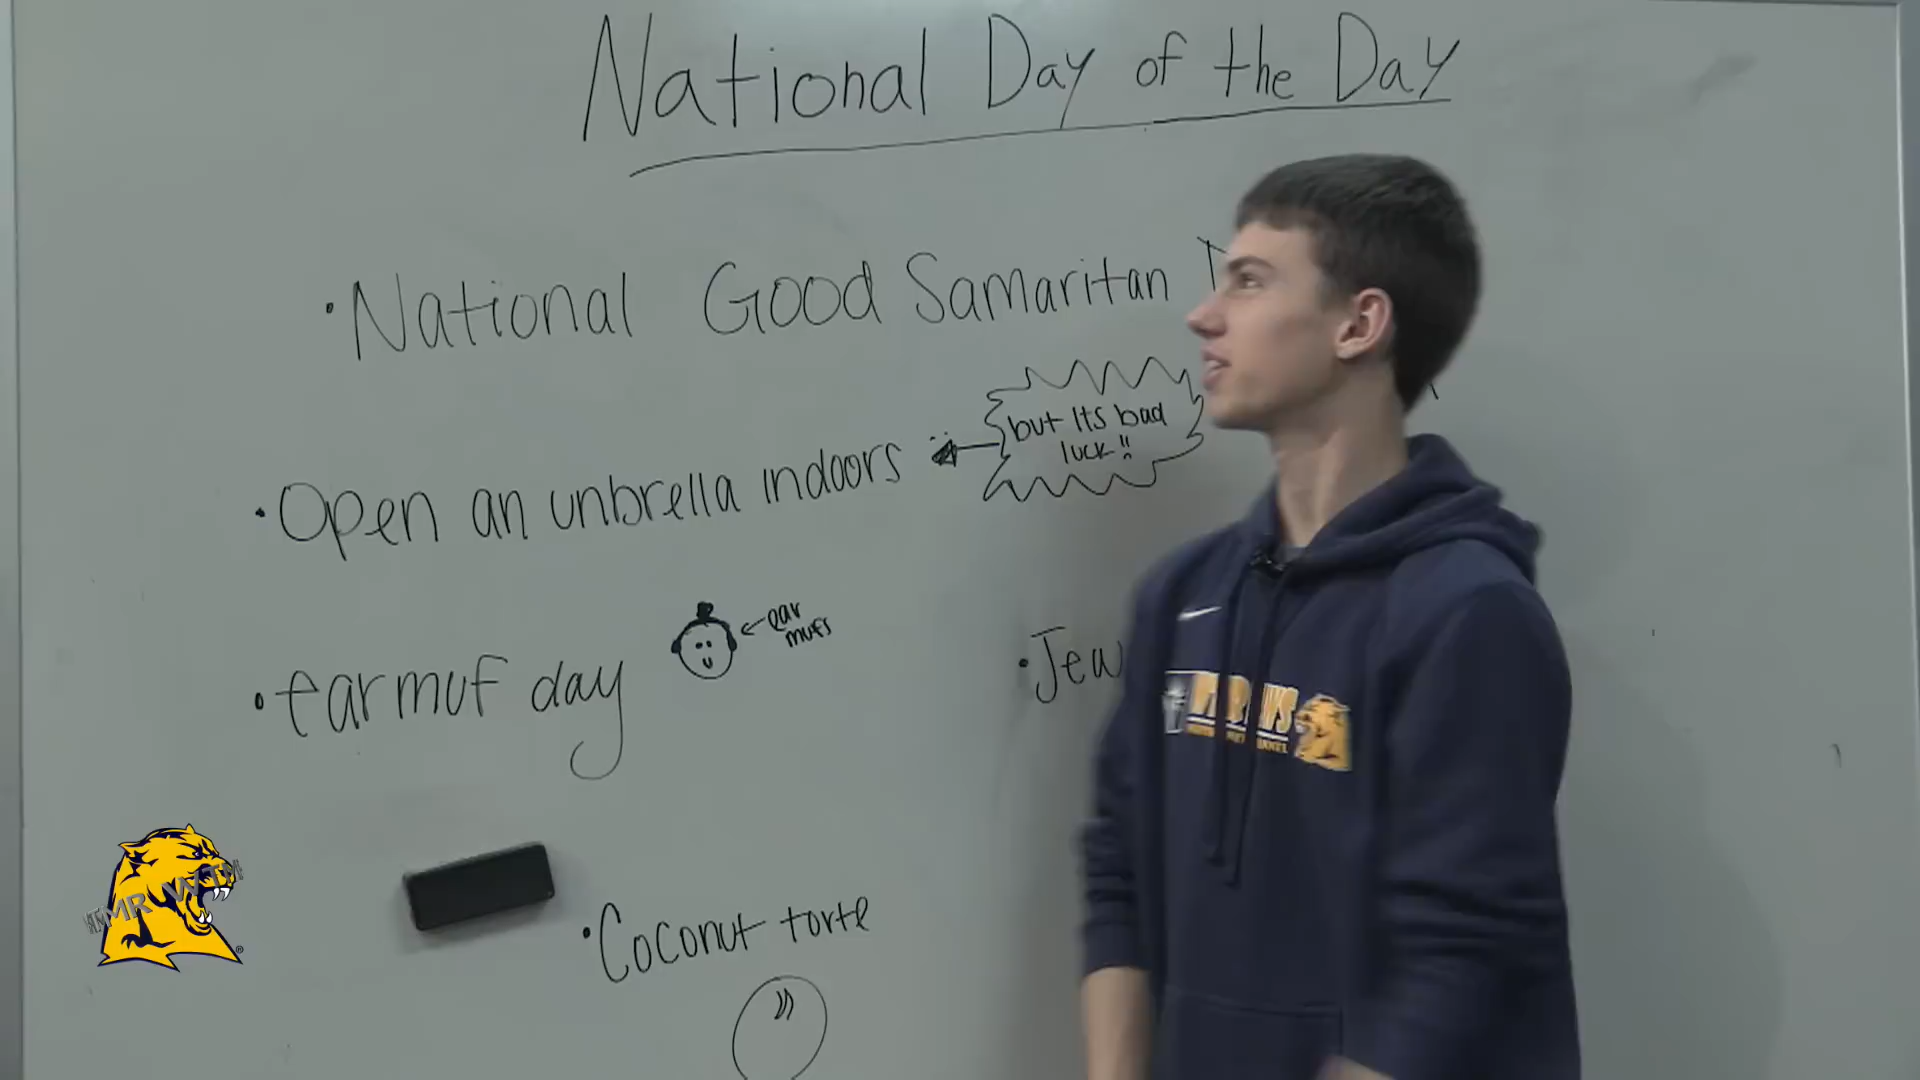 National Day of the Day
• National Good Samaritan
but Its bad
luck!!
• Open an unbrella indoors
ear
mufs
• earmuf day
• Jew
• Coconut torte